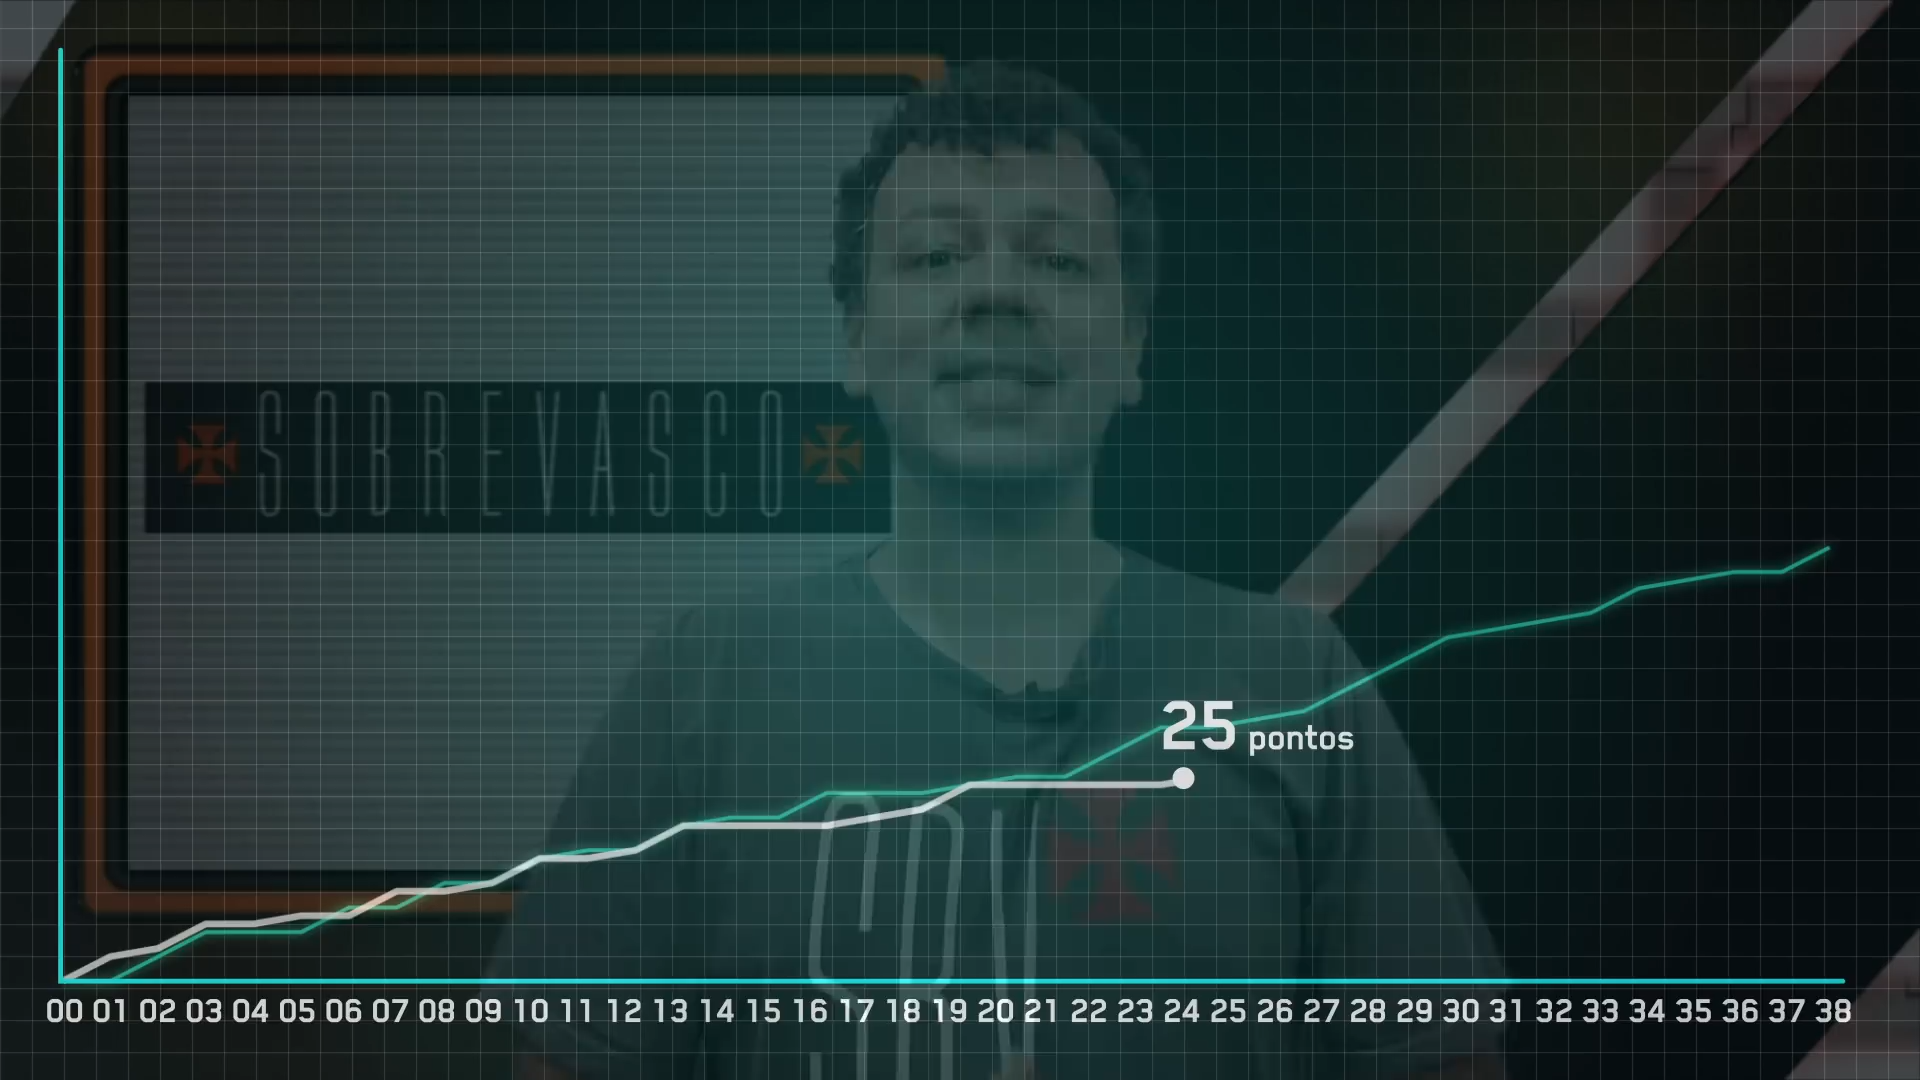 SOBREVASCO
25 pontos
SBV
00 01 02 03 04 05 06 07 08 09 10 11 12 13 14 15 16 17 18 19 20 21 22 23 24 25 26 27 28 29 30 31 32 33 34 35 36 37 38